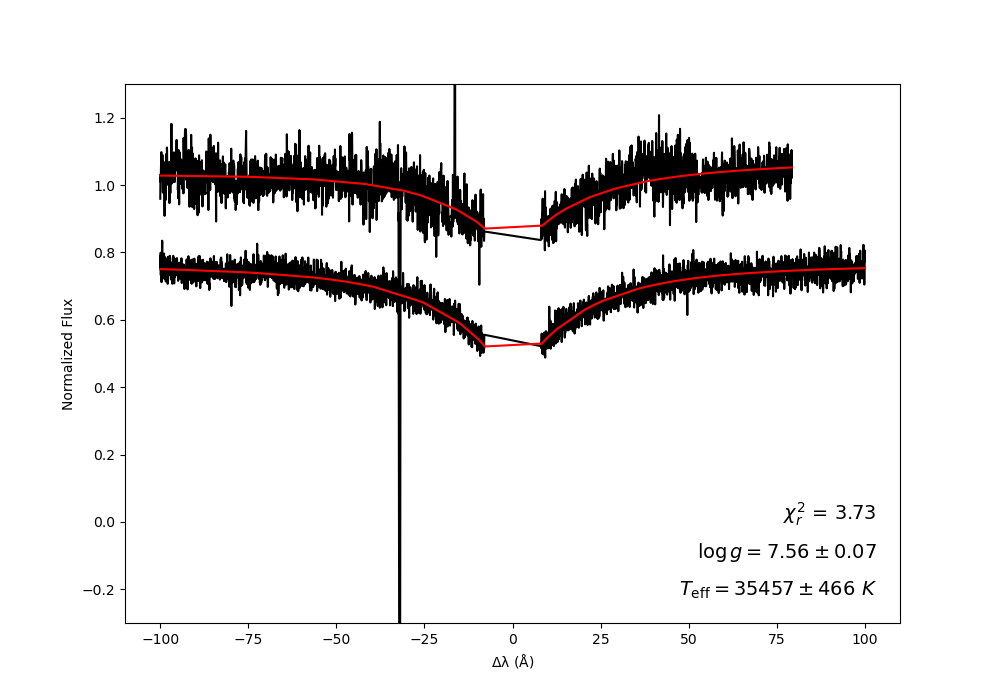 1.2
1.0
0.8
0.6
0.4
0.2
0.0
−0.2
Normalized Flux
χ²ᵣ = 3.73
log g = 7.56 ± 0.07
T_eff = 35457 ± 466 K
−100 −75 −50 −25 0 25 50 75 100
Δλ (Å)